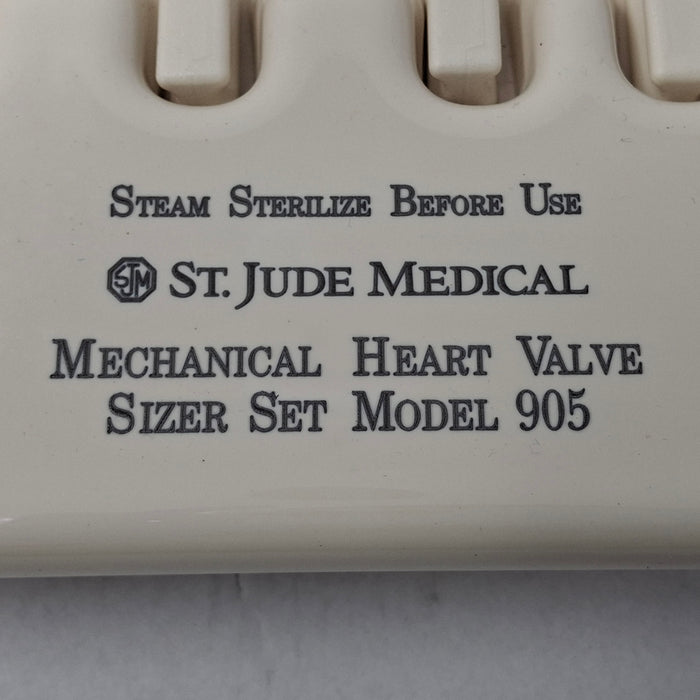 STEAM STERILIZE BEFORE USE
SJM ST. JUDE MEDICAL
MECHANICAL HEART VALVE
SIZER SET MODEL 905